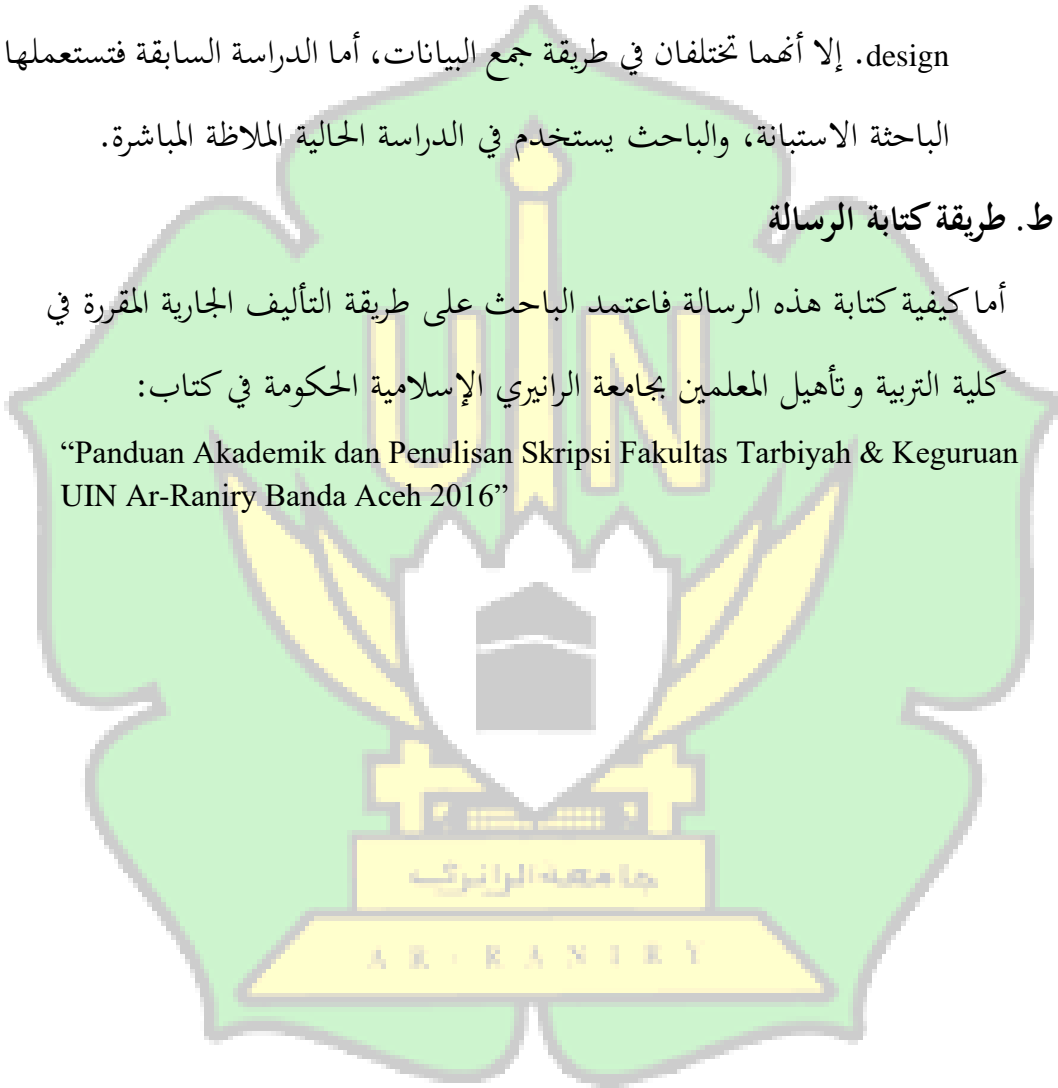 design. إلا أنهما تختلفان في طريقة جمع البيانات، أما الدراسة السابقة فتستعملها
الباحثة الاستبانة، والباحث يستخدم في الدراسة الحالية الملاظة المباشرة.
ط. طريقة كتابة الرسالة
أما كيفية كتابة هذه الرسالة فاعتمد الباحث على طريقة التأليف الجارية المقررة في
كلية التربية وتأهيل المعلمين بجامعة الرانيري الإسلامية الحكومة في كتاب:
“Panduan Akademik dan Penulisan Skripsi Fakultas Tarbiyah & Keguruan
UIN Ar-Raniry Banda Aceh 2016”
UIN
جامعة الرانيري
AR-RANIRY